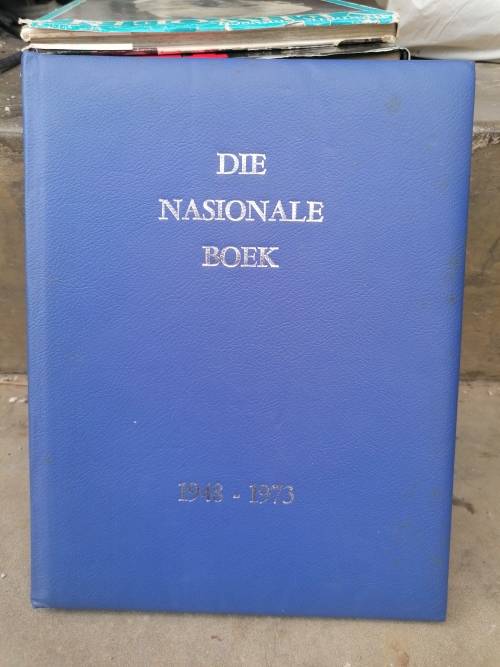 DIE
NASIONALE
BOEK
1948 - 1973